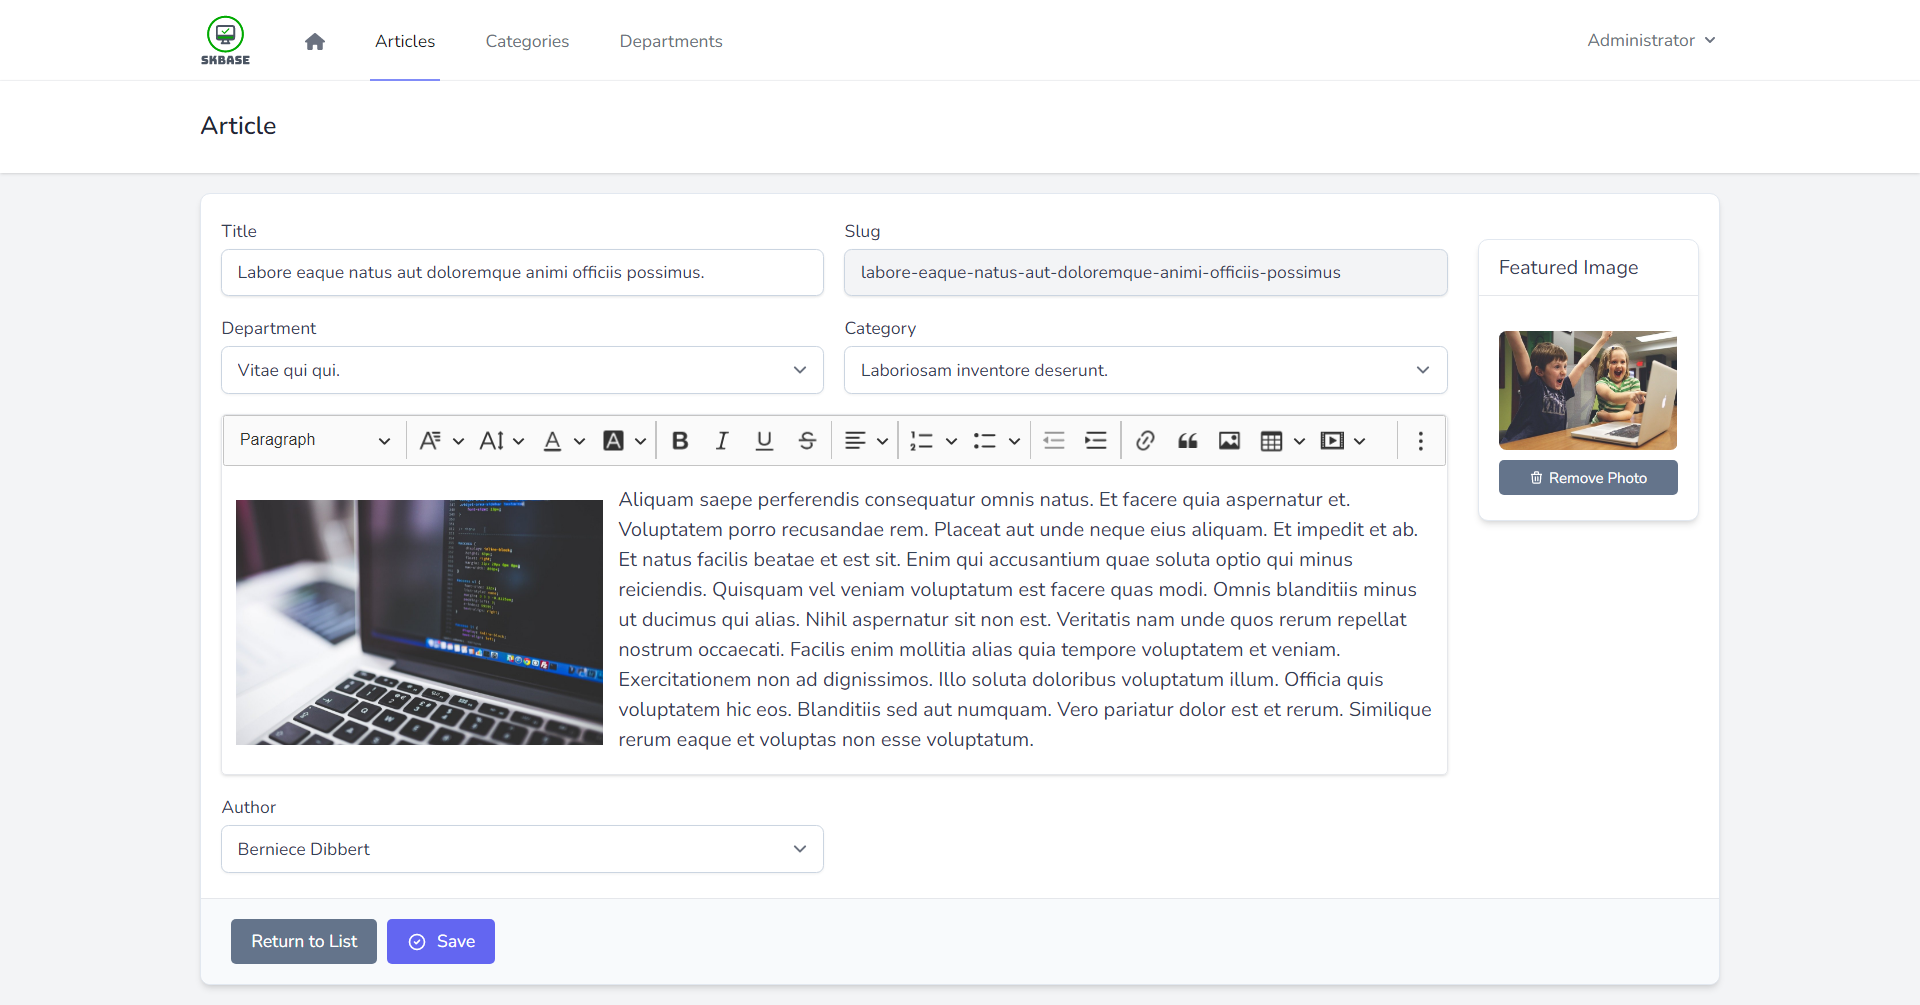 SKBASE
Articles
Categories
Departments
Administrator
Article
Title
Slug
Labore eaque natus aut doloremque animi officiis possimus.
labore-eaque-natus-aut-doloremque-animi-officiis-possimus
Featured Image
Department
Category
Vitae qui qui.
Laboriosam inventore deserunt.
Paragraph
Remove Photo
Aliquam saepe perferendis consequatur omnis natus. Et facere quia aspernatur et.
Voluptatem porro recusandae rem. Placeat aut unde neque eius aliquam. Et impedit et ab.
Et natus facilis beatae et est sit. Enim qui accusantium quae soluta optio qui minus
reiciendis. Quisquam vel veniam voluptatum est facere quas modi. Omnis blanditiis minus
ut ducimus qui alias. Nihil aspernatur sit non est. Veritatis nam unde quos rerum repellat
nostrum occaecati. Facilis enim mollitia alias quia tempore voluptatem et veniam.
Exercitationem non ad dignissimos. Illo soluta doloribus voluptatum illum. Officia quis
voluptatem hic eos. Blanditiis sed aut numquam. Vero pariatur dolor est et rerum. Similique
rerum eaque et voluptas non esse voluptatum.
Author
Berniece Dibbert
Return to List
Save